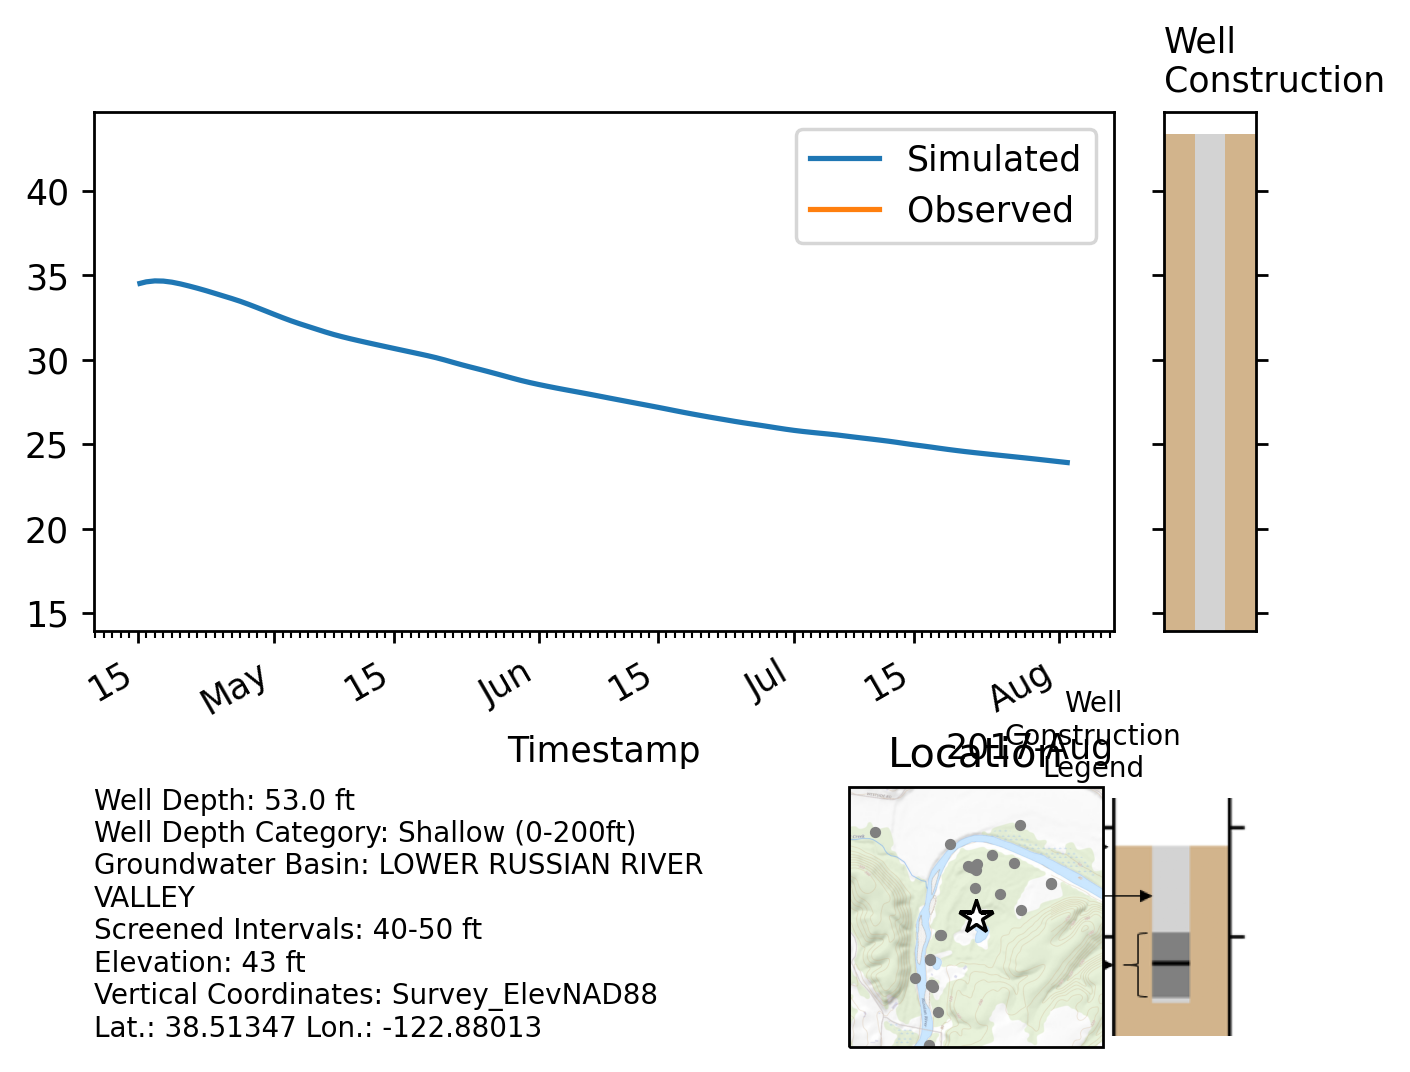 Well
Construction
Simulated
Observed
40
35
30
25
20
15
15
May
15
Jun
15
Jul
15
Aug
Timestamp
2017-Aug
Well
Construction
Legend
Location
Well Depth: 53.0 ft
Well Depth Category: Shallow (0-200ft)
Groundwater Basin: LOWER RUSSIAN RIVER
VALLEY
Screened Intervals: 40-50 ft
Elevation: 43 ft
Vertical Coordinates: Survey_ElevNAD88
Lat.: 38.51347 Lon.: -122.88013